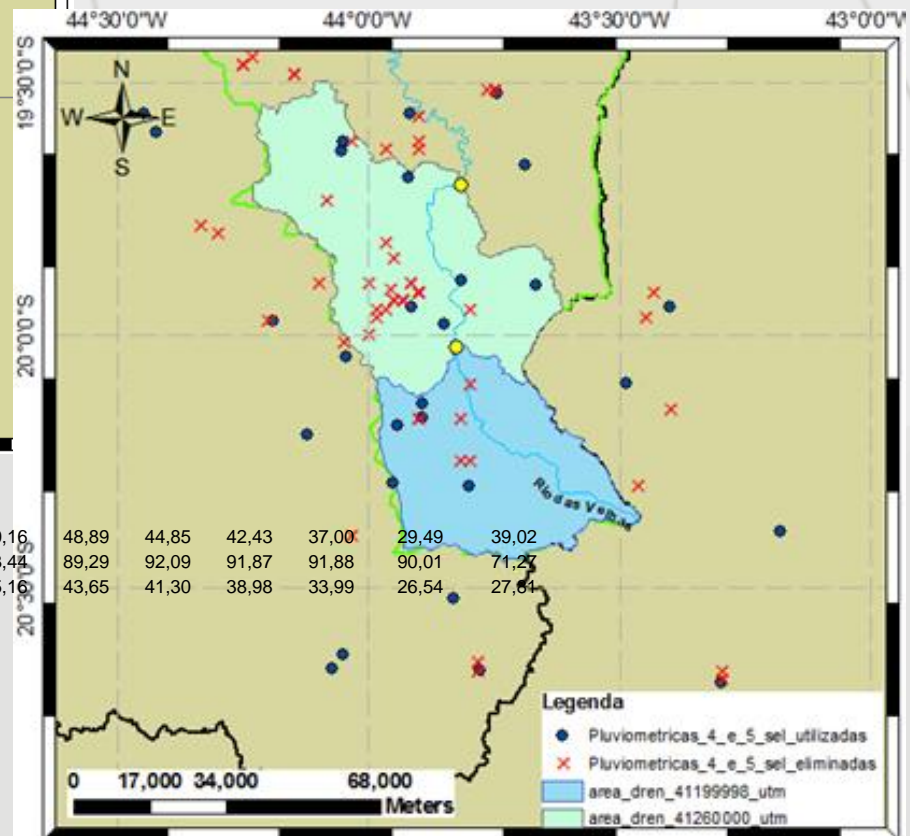 44°30'0"W 44°0'0"W 43°30'0"W 43°0'0"W
19°30'0"S
N
W E
S
20°0'0"S
Rio das Velhas
48,89 44,85 42,43 37,00 29,49 39,02
89,29 92,09 91,87 91,88 90,01 71,27
43,65 41,30 38,98 33,99 26,54 27,81
20°30'0"S
Legenda
Pluviometricas_4_e_5_sel_utilizadas
Pluviometricas_4_e_5_sel_eliminadas
area_dren_41199998_utm
area_dren_41260000_utm
0 17,000 34,000 68,000
Meters